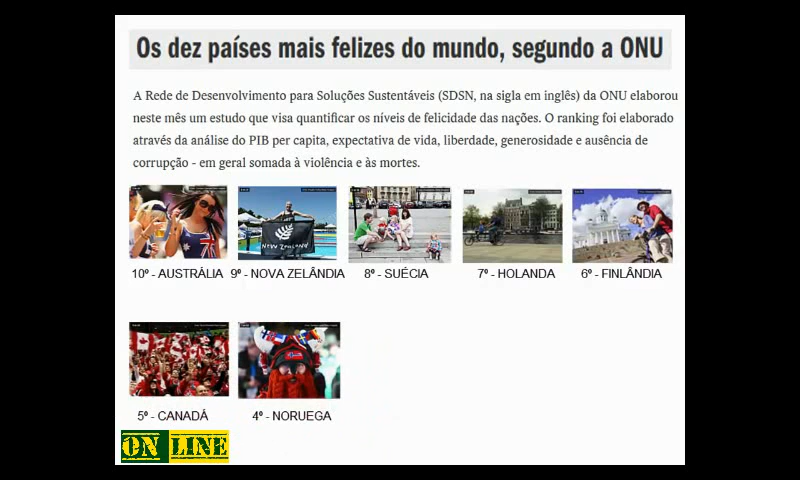 Os dez países mais felizes do mundo, segundo a ONU
A Rede de Desenvolvimento para Soluções Sustentáveis (SDSN, na sigla em inglês) da ONU elaborou
neste mês um estudo que visa quantificar os níveis de felicidade das nações. O ranking foi elaborado
através da análise do PIB per capita, expectativa de vida, liberdade, generosidade e ausência de
corrupção - em geral somada à violência e às mortes.
NEW ZEALAND
10º - AUSTRÁLIA 9º - NOVA ZELÂNDIA 8º - SUÉCIA 7º - HOLANDA 6º - FINLÂNDIA
5º - CANADÁ 4º - NORUEGA
ON LINE